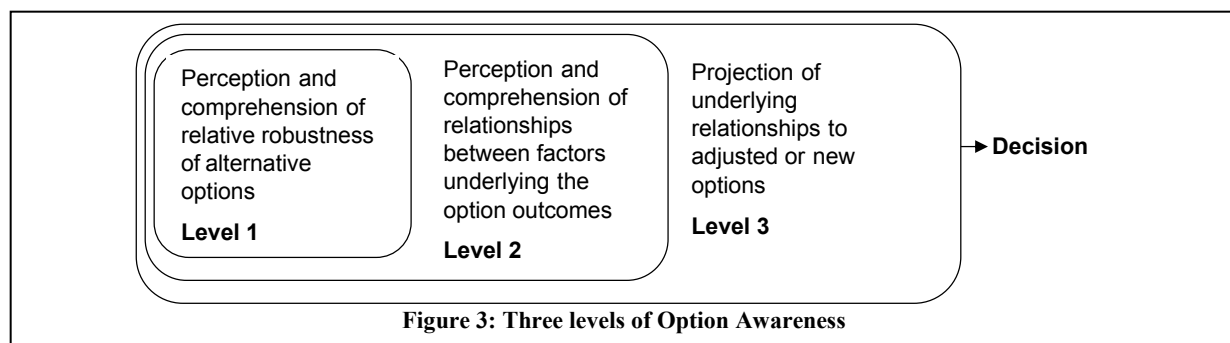 Perception and
comprehension of
relative robustness
of alternative
options
Level 1
Perception and
comprehension of
relationships
between factors
underlying the
option outcomes
Level 2
Projection of
underlying
relationships to
adjusted or new
options
Level 3
Decision
Figure 3: Three levels of Option Awareness